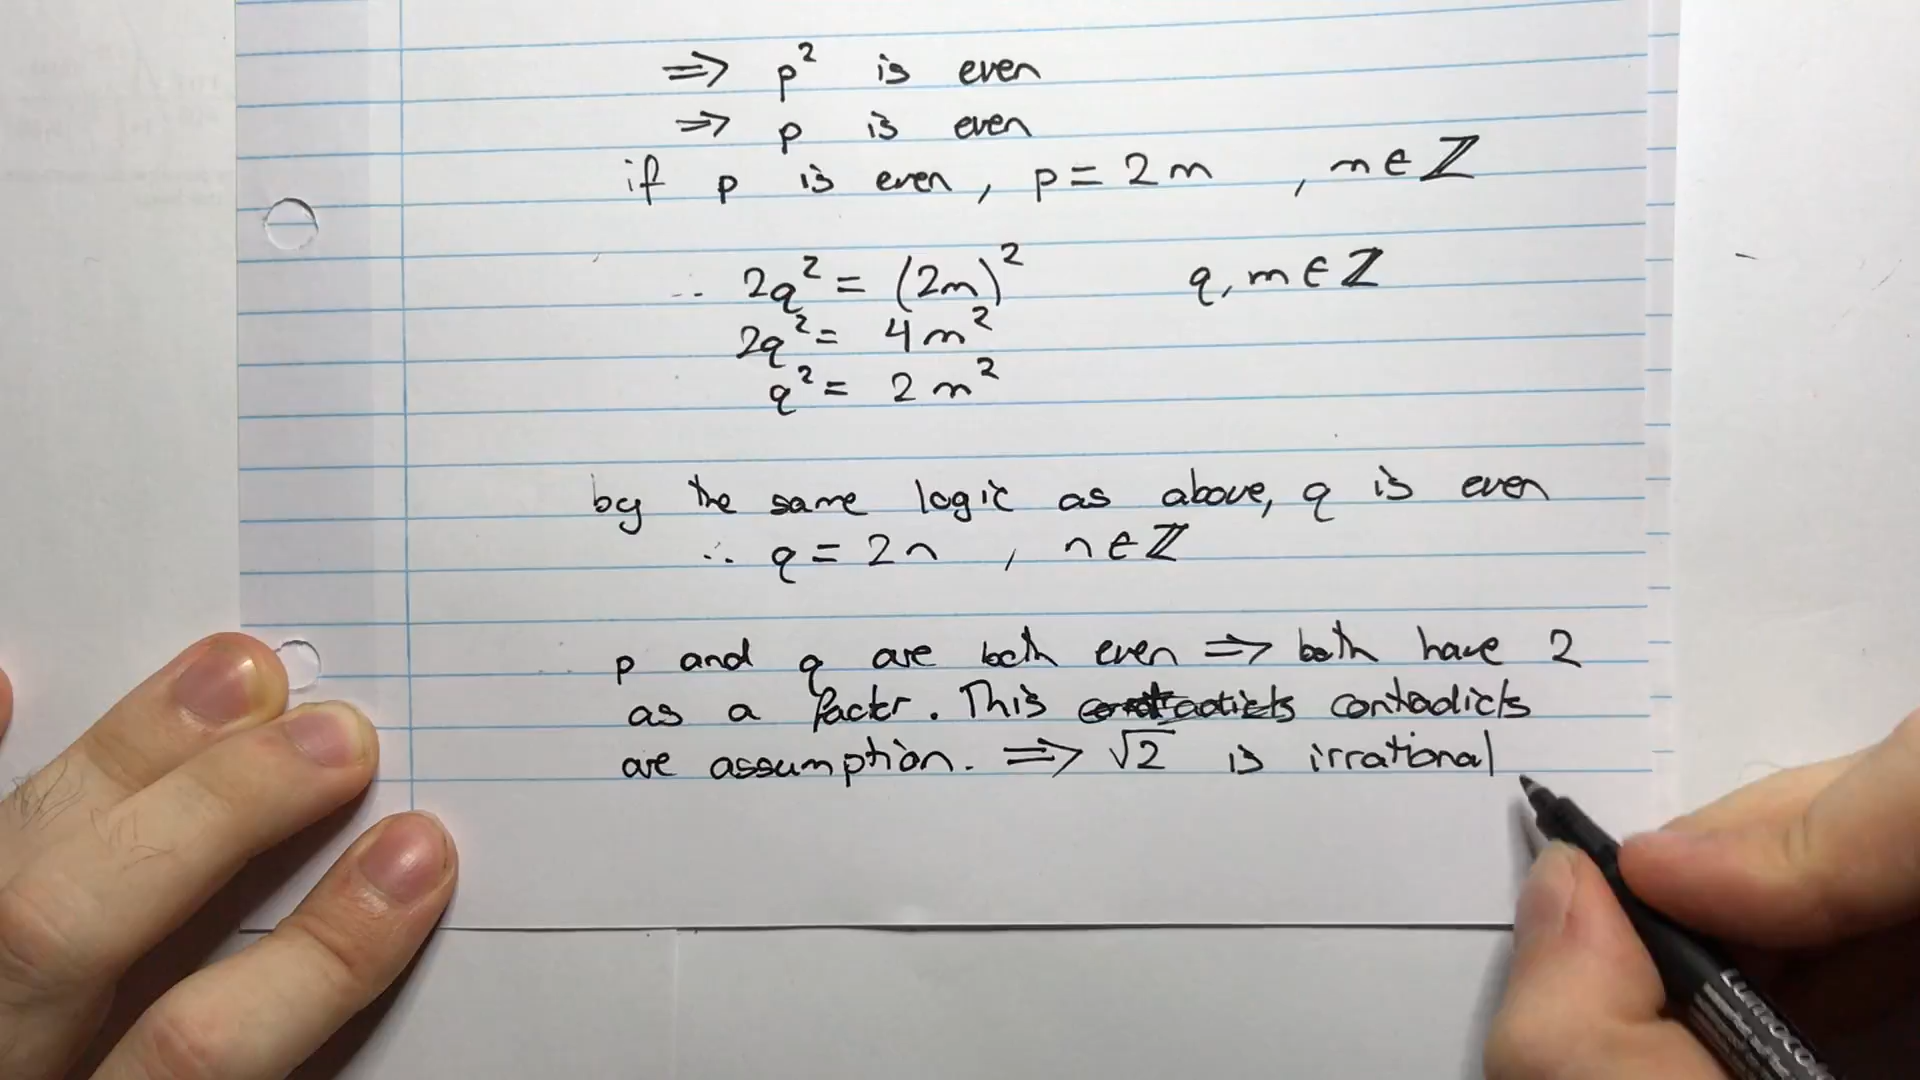 ⇒ p² is even
⇒ p is even
if p is even, p = 2m , m ∈ ℤ
∴ 2q² = (2m)² q, m ∈ ℤ
2q² = 4m²
q² = 2m²
by the same logic as above, q is even
∴ q = 2n , n ∈ ℤ
p and q are both even ⇒ both have 2
as a factor. This contradicts contradicts
are assumption. ⇒ √2 is irrational
Lumocolor